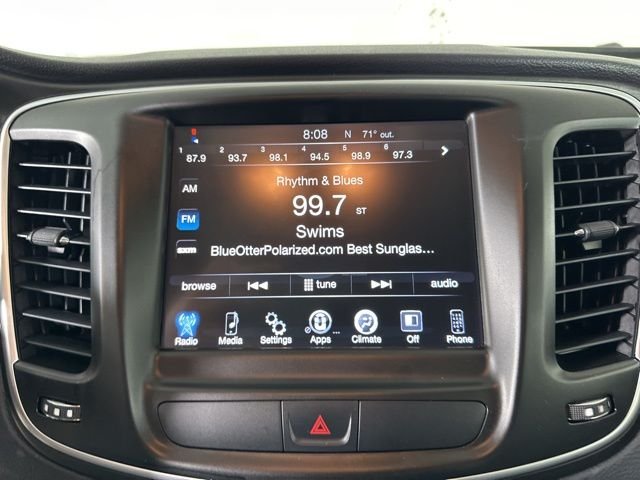 8:08 N 71° out.
1 87.9 2 93.7 3 98.1 4 94.5 5 98.9 6 97.3
Rhythm & Blues
AM
99.7 ST
FM
Swims
sxm
BlueOtterPolarized.com Best Sunglas...
browse tune audio
Radio Media Settings Apps Climate Off Phone